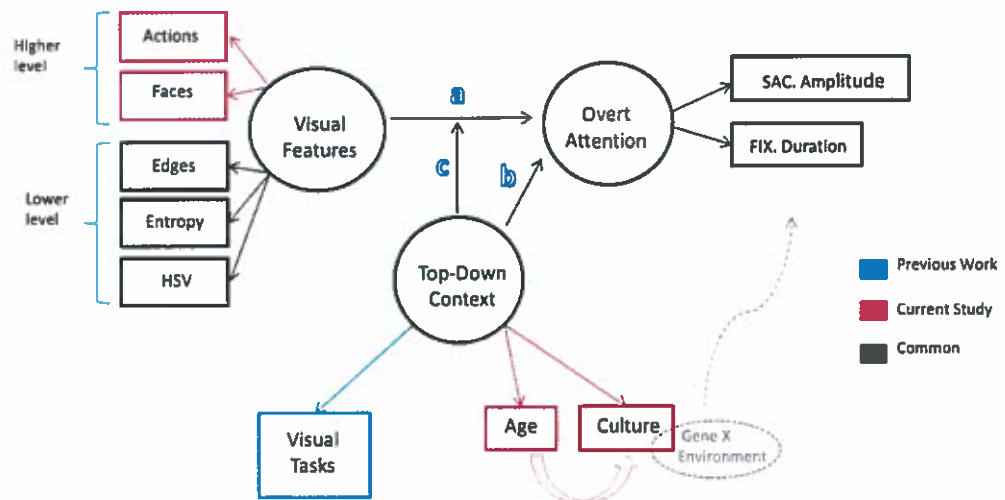 Higher
level
Actions
Faces
Lower
level
Edges
Entropy
HSV
Visual
Features
a
c
b
Overt
Attention
SAC. Amplitude
FIX. Duration
Top-Down
Context
Visual
Tasks
Age
Culture
Gene X
Environment
Previous Work
Current Study
Common